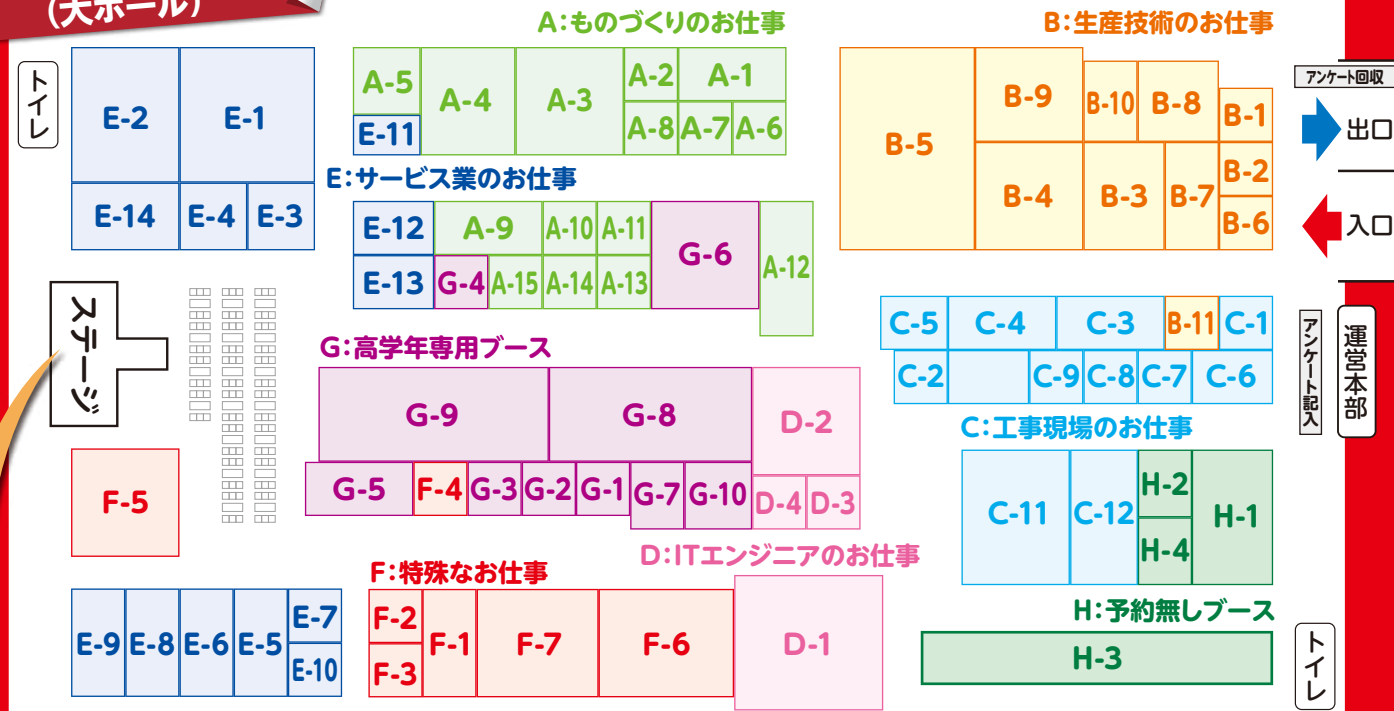 (大ホール)
A:ものづくりのお仕事
B:生産技術のお仕事
トイレ
E-2
E-1
E-14
E-4
E-3
A-5
A-4
A-3
A-2
A-1
E-11
A-8
A-7
A-6
B-5
B-9
B-10
B-8
B-1
B-4
B-3
B-7
B-2
B-6
アンケート回収
出口
入口
E:サービス業のお仕事
E-12
A-9
A-10
A-11
G-6
A-12
E-13
G-4
A-15
A-14
A-13
ステージ
C-5
C-4
C-3
B-11
C-1
C-2
C-9
C-8
C-7
C-6
アンケート記入
運営本部
C:工事現場のお仕事
G:高学年専用ブース
G-9
G-8
D-2
G-5
F-4
G-3
G-2
G-1
G-7
G-10
D-4
D-3
F-5
C-11
C-12
H-2
H-1
H-4
D:ITエンジニアのお仕事
F:特殊なお仕事
E-9
E-8
E-6
E-5
E-7
E-10
F-2
F-3
F-1
F-7
F-6
D-1
H:予約無しブース
H-3
トイレ